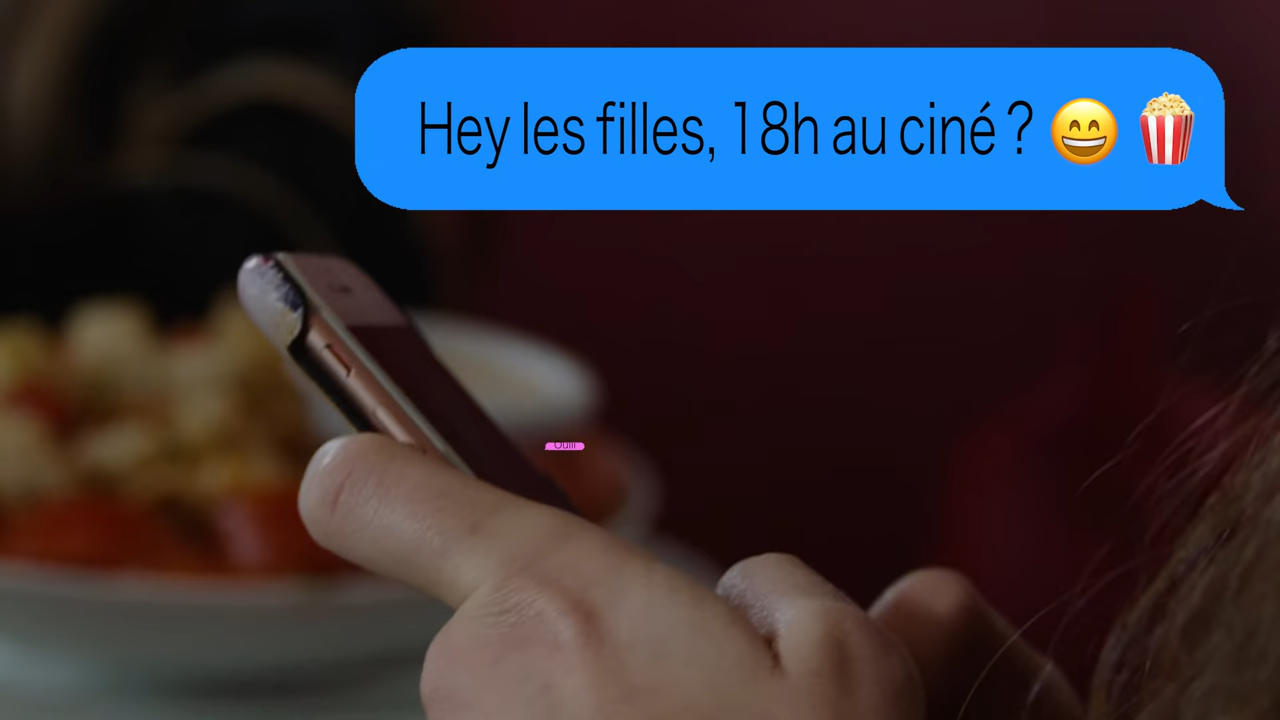 Hey les filles, 18h au ciné ? 😄 🍿